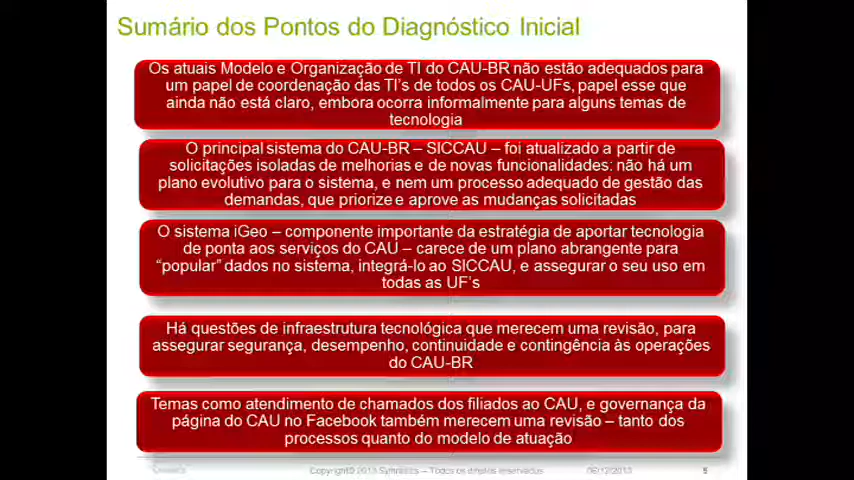 Sumário dos Pontos do Diagnóstico Inicial
Os atuais Modelo e Organização de TI do CAU-BR não estão adequados para
um papel de coordenação das TI's de todos os CAU-UFs, papel esse que
ainda não está claro, embora ocorra informalmente para alguns temas de
tecnologia
O principal sistema do CAU-BR – SICCAU – foi atualizado a partir de
solicitações isoladas de melhorias e de novas funcionalidades: não há um
plano evolutivo para o sistema, e nem um processo adequado de gestão das
demandas, que priorize e aprove as mudanças solicitadas
O sistema iGeo – componente importante da estratégia de aportar tecnologia
de ponta aos serviços do CAU – carece de um plano abrangente para
“popular” dados no sistema, integrá-lo ao SICCAU, e assegurar o seu uso em
todas as UF's
Há questões de infraestrutura tecnológica que merecem uma revisão, para
assegurar segurança, desempenho, continuidade e contingência às operações
do CAU-BR
Temas como atendimento de chamados dos filiados ao CAU, e governança da
página do CAU no Facebook também merecem uma revisão – tanto dos
processos quanto do modelo de atuação
Copyright© 2013 – Todos os direitos reservados 06/12/2013 5